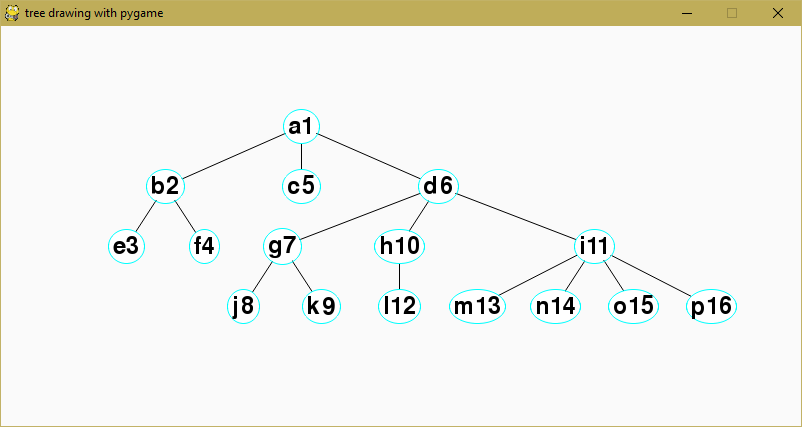 tree drawing with pygame
a1
b2 c5 d6
e3 f4 g7 h10 i11
j8 k9 l12 m13 n14 o15 p16